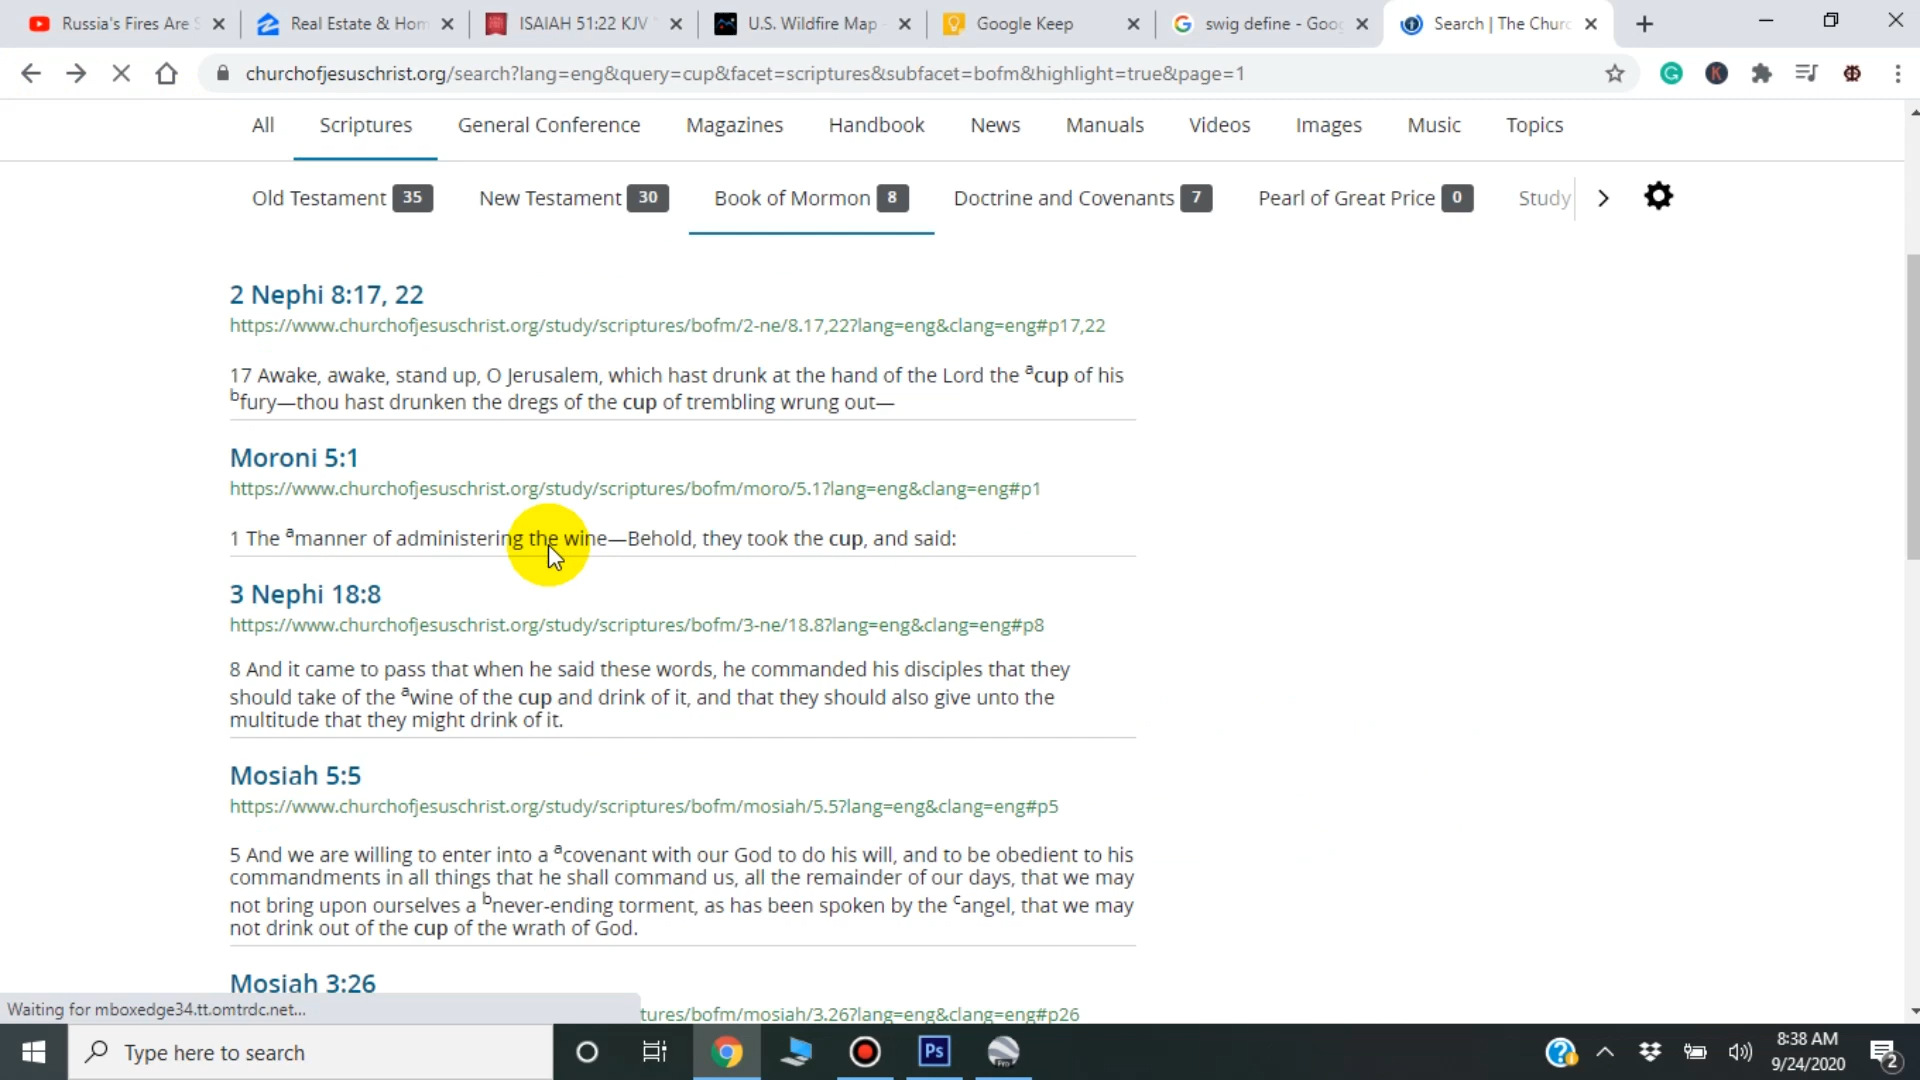 Russia's Fires Are S
Real Estate & Hom
ISAIAH 51:22 KJV
U.S. Wildfire Map
Google Keep
swig define - Goog
Search | The Churc
churchofjesuschrist.org/search?lang=eng&query=cup&facet=scriptures&subfacet=bofm&highlight=true&page=1
All Scriptures General Conference Magazines Handbook News Manuals Videos Images Music Topics
Old Testament 35 New Testament 30 Book of Mormon 8 Doctrine and Covenants 7 Pearl of Great Price 0 Study
2 Nephi 8:17, 22
https://www.churchofjesuschrist.org/study/scriptures/bofm/2-ne/8.17,22?lang=eng&clang=eng#p17,22
17 Awake, awake, stand up, O Jerusalem, which hast drunk at the hand of the Lord the acup of his
bfury—thou hast drunken the dregs of the cup of trembling wrung out—
Moroni 5:1
https://www.churchofjesuschrist.org/study/scriptures/bofm/moro/5.1?lang=eng&clang=eng#p1
1 The amanner of administering the wine—Behold, they took the cup, and said:
3 Nephi 18:8
https://www.churchofjesuschrist.org/study/scriptures/bofm/3-ne/18.8?lang=eng&clang=eng#p8
8 And it came to pass that when he said these words, he commanded his disciples that they
should take of the awine of the cup and drink of it, and that they should also give unto the
multitude that they might drink of it.
Mosiah 5:5
https://www.churchofjesuschrist.org/study/scriptures/bofm/mosiah/5.5?lang=eng&clang=eng#p5
5 And we are willing to enter into a acovenant with our God to do his will, and to be obedient to his
commandments in all things that he shall command us, all the remainder of our days, that we may
not bring upon ourselves a bnever-ending torment, as has been spoken by the cangel, that we may
not drink out of the cup of the wrath of God.
Mosiah 3:26
Waiting for mboxedge34.tt.omtrdc.net...
tures/bofm/mosiah/3.26?lang=eng&clang=eng#p26
Type here to search
Ps
8:38 AM
9/24/2020
2